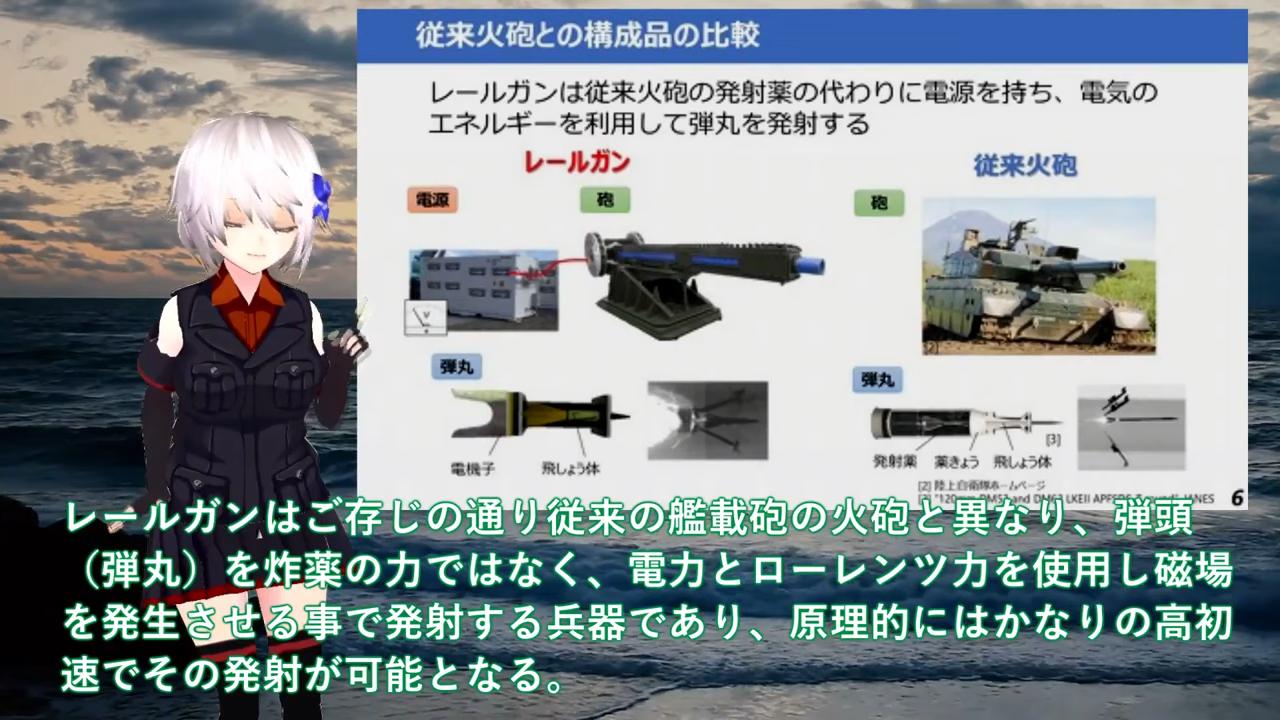 従来火砲との構成品の比較
レールガンは従来火砲の発射薬の代わりに電源を持ち、電気の
エネルギーを利用して弾丸を発射する
レールガン
従来火砲
電源
砲
砲
V
[2]
弾丸
弾丸
電機子
飛しょう体
発射薬
薬きょう
飛しょう体
[3]
[2] 陸上自衛隊ホームページ
JANES
6
レールガンはご存じの通り従来の艦載砲の火砲と異なり、弾頭
（弾丸）を炸薬の力ではなく、電力とローレンツ力を使用し磁場
を発生させる事で発射する兵器であり、原理的にはかなりの高初
速でその発射が可能となる。